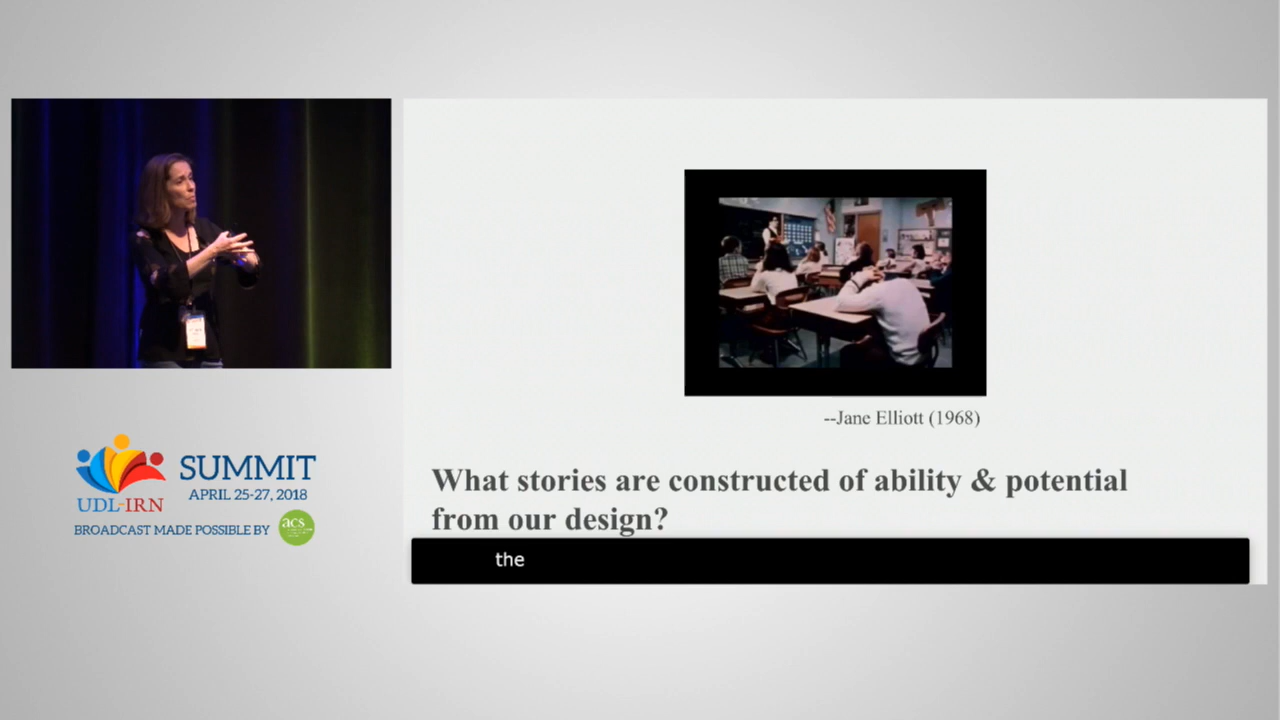 --Jane Elliott (1968)
What stories are constructed of ability & potential
from our design?
the
SUMMIT
APRIL 25-27, 2018
UDL-IRN
BROADCAST MADE POSSIBLE BY
acs